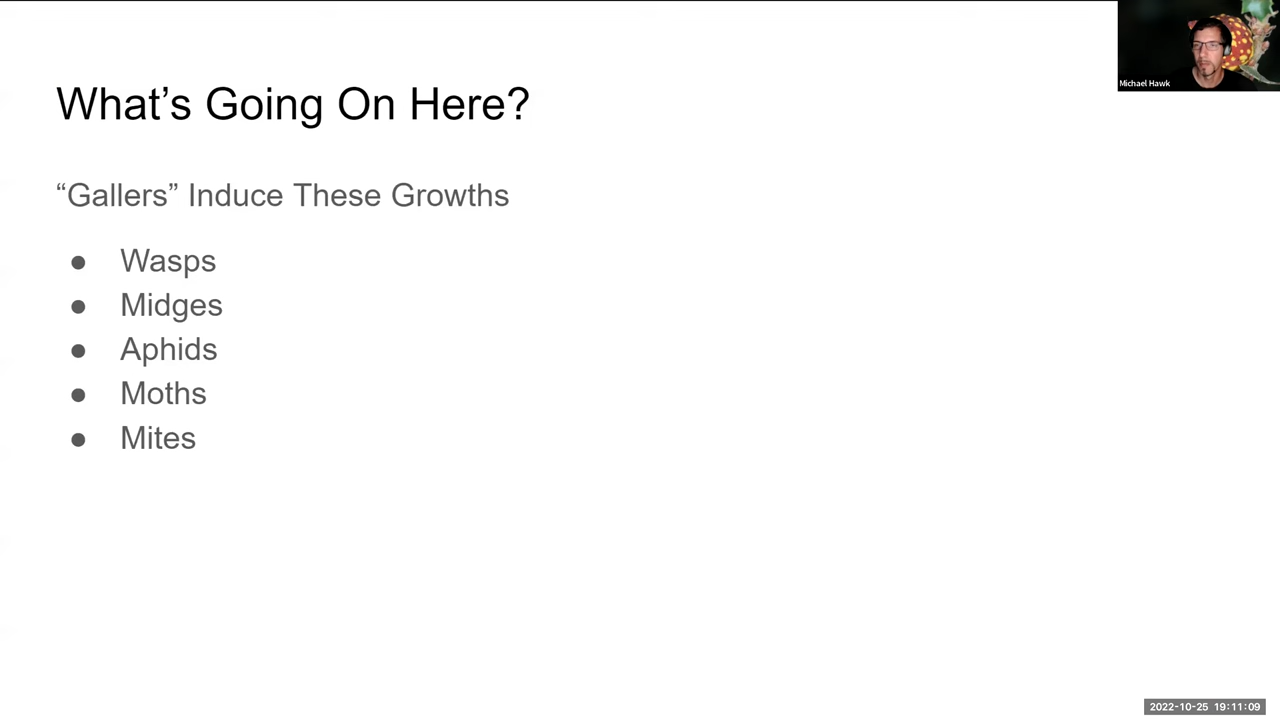 Michael Hawk
What’s Going On Here?
“Gallers” Induce These Growths
● Wasps
● Midges
● Aphids
● Moths
● Mites
2022-10-25 19:11:09